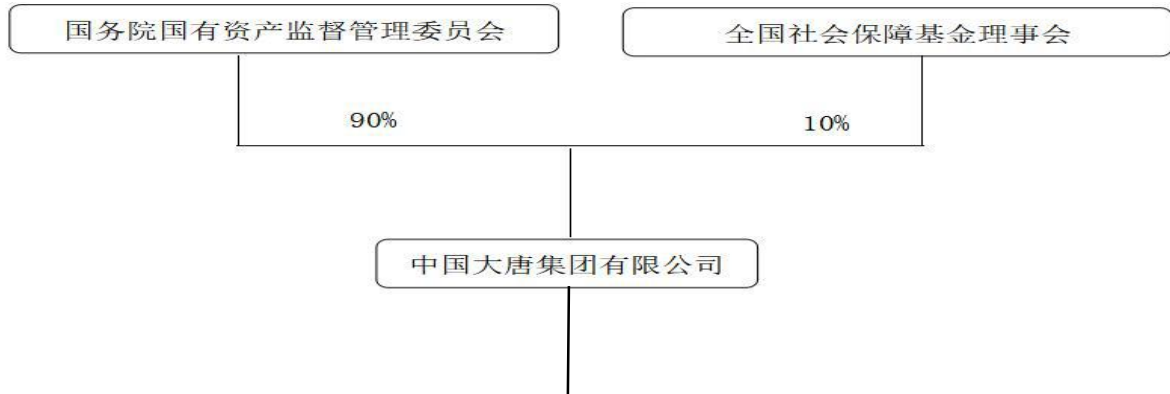 国务院国有资产监督管理委员会
全国社会保障基金理事会
90%
10%
中国大唐集团有限公司